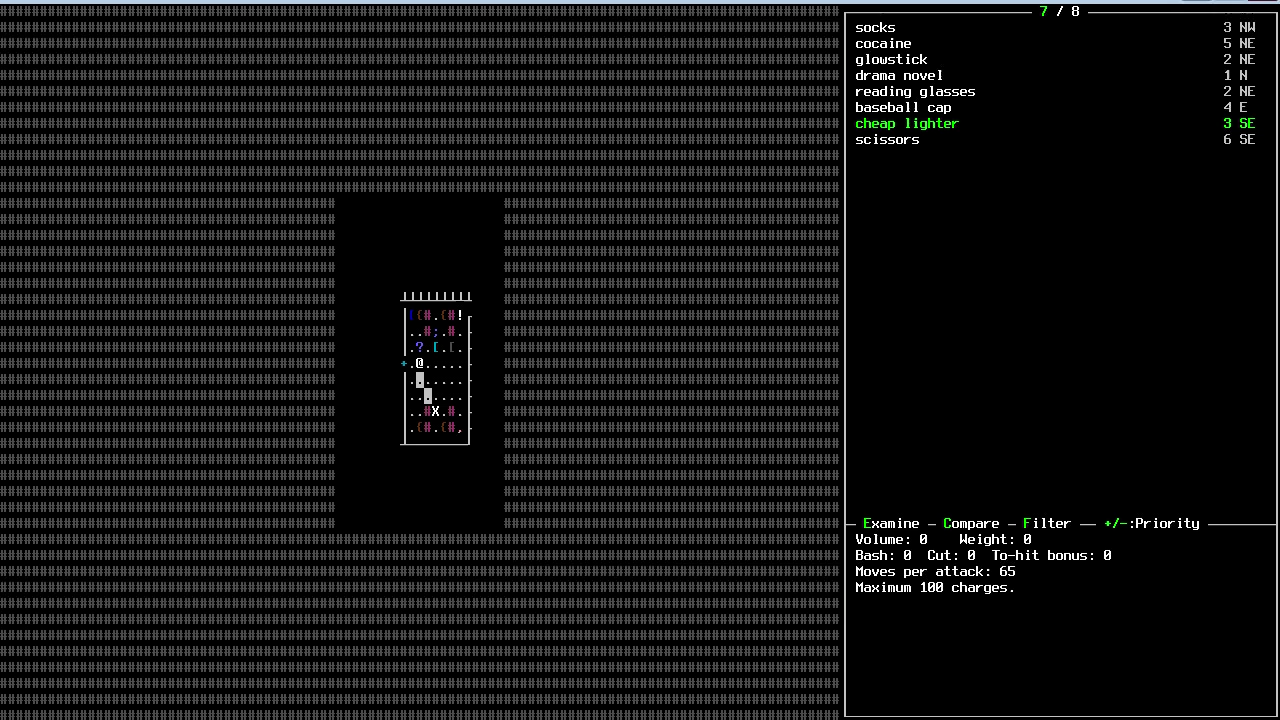 7 / 8
socks 3 NW
cocaine 5 NE
glowstick 2 NE
drama novel 1 N
reading glasses 2 NE
baseball cap 4 E
cheap lighter 3 SE
scissors 6 SE
Examine — Compare — Filter — +/-:Priority
Volume: 0 Weight: 0
Bash: 0 Cut: 0 To-hit bonus: 0
Moves per attack: 65
Maximum 100 charges.